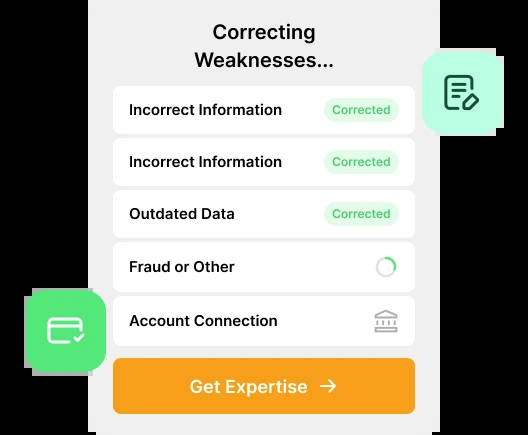 Correcting
Weaknesses...
Incorrect Information Corrected
Incorrect Information Corrected
Outdated Data Corrected
Fraud or Other
Account Connection
Get Expertise →